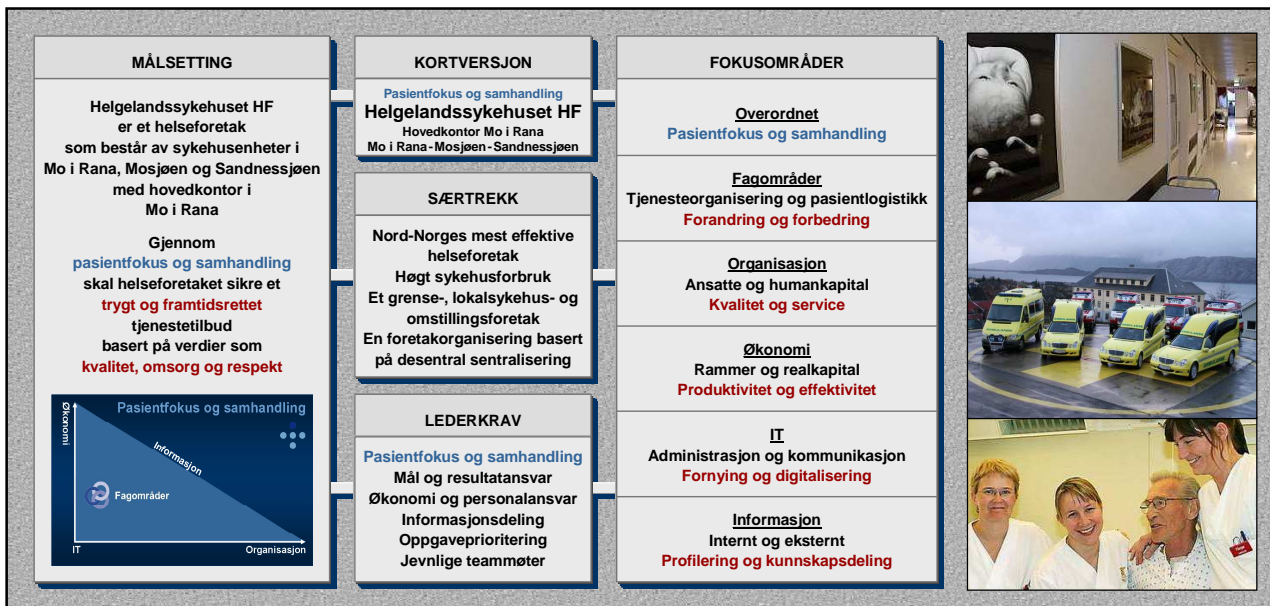 MÅLSETTING
Helgelandssykehuset HF
er et helseforetak
som består av sykehusenheter i
Mo i Rana, Mosjøen og Sandnessjøen
med hovedkontor i
Mo i Rana
Gjennom
pasientfokus og samhandling
skal helseforetaket sikre et
trygt og framtidsrettet
tjenestetilbud
basert på verdier som
kvalitet, omsorg og respekt
Økonomi
Pasientfokus og samhandling
Informasjon
Fagområder
IT
Organisasjon
KORTVERSJON
Pasientfokus og samhandling
Helgelandssykehuset HF
Hovedkontor Mo i Rana
Mo i Rana-Mosjøen-Sandnessjøen
SÆRTREKK
Nord-Norges mest effektive
helseforetak
Høgt sykehusforbruk
Et grense-, lokalsykehus- og
omstillingsforetak
En foretakorganisering basert
på desentral sentralisering
LEDERKRAV
Pasientfokus og samhandling
Mål og resultatansvar
Økonomi og personalansvar
Informasjonsdeling
Oppgaveprioritering
Jevnlige teammøter
FOKUSOMRÅDER
Overordnet
Pasientfokus og samhandling
Fagområder
Tjenesteorganisering og pasientlogistikk
Forandring og forbedring
Organisasjon
Ansatte og humankapital
Kvalitet og service
Økonomi
Rammer og realkapital
Produktivitet og effektivitet
IT
Administrasjon og kommunikasjon
Fornying og digitalisering
Informasjon
Internt og eksternt
Profilering og kunnskapsdeling